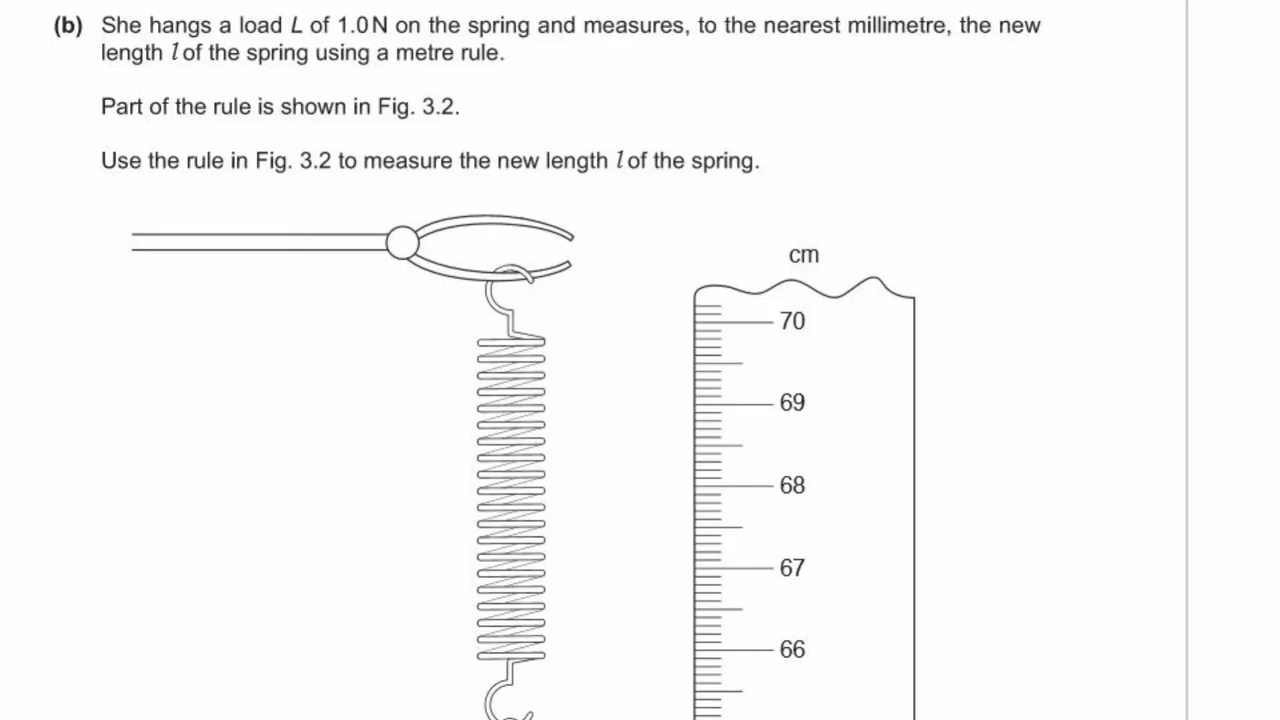 (b) She hangs a load L of 1.0 N on the spring and measures, to the nearest millimetre, the new
length l of the spring using a metre rule.
Part of the rule is shown in Fig. 3.2.
Use the rule in Fig. 3.2 to measure the new length l of the spring.
cm
70
69
68
67
66